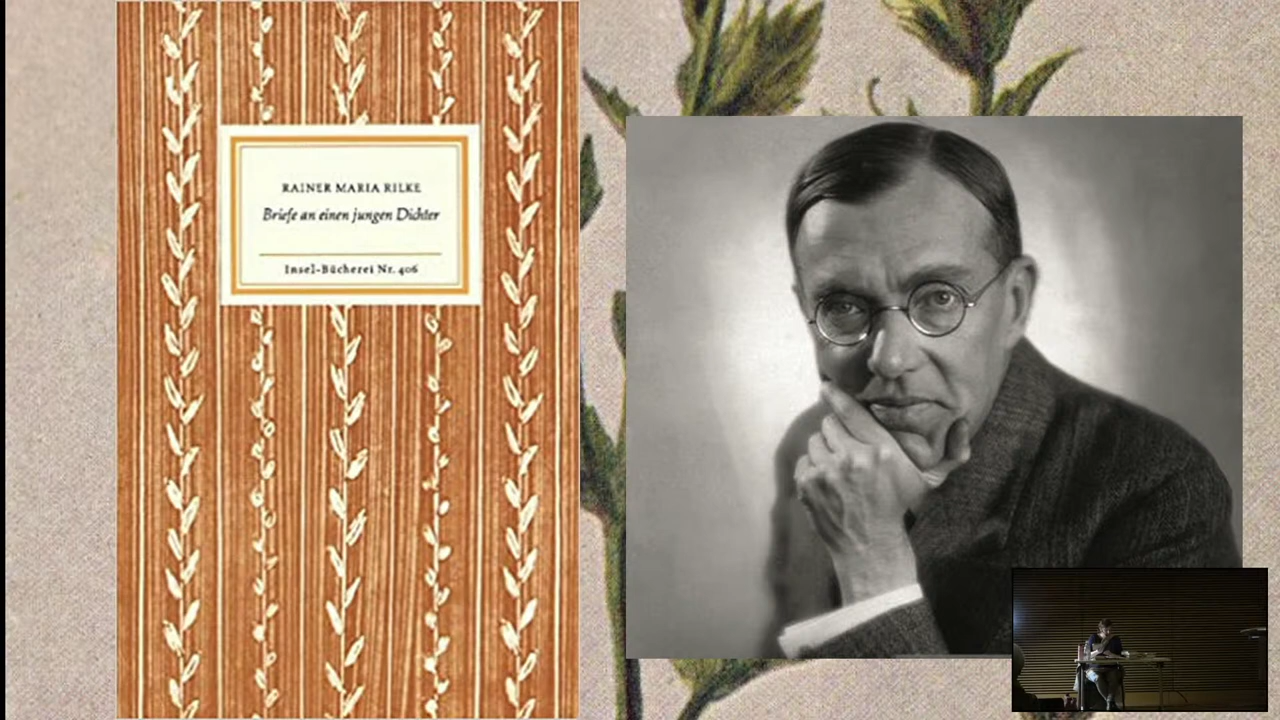 RAINER MARIA RILKE
Briefe an einen jungen Dichter
Insel-Bücherei Nr. 406